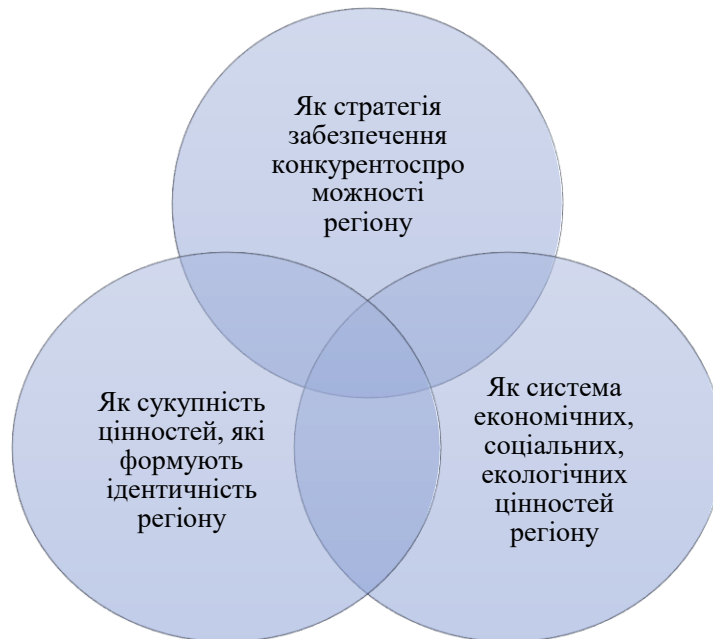 Як стратегія
забезпечення
конкурентоспро
можності
регіону
Як сукупність
цінностей, які
формують
ідентичність
регіону
Як система
економічних,
соціальних,
екологічних
цінностей
регіону